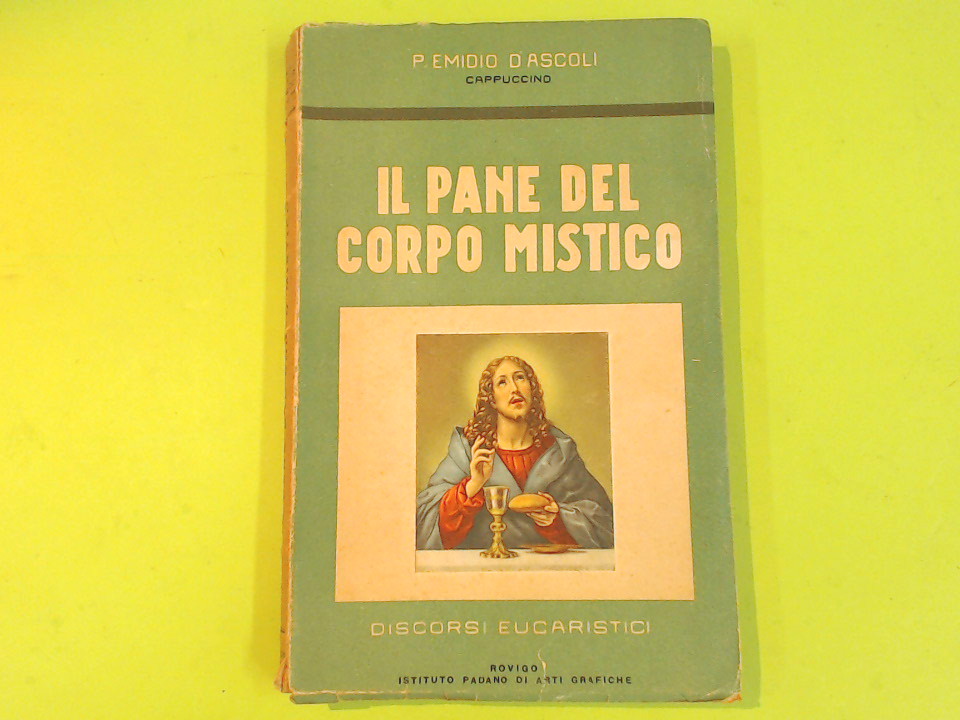 P. EMIDIO D'ASCOLI
CAPPUCCINO
IL PANE DEL
CORPO MISTICO
DISCORSI EUCARISTICI
ROVIGO
ISTITUTO PADANO DI ARTI GRAFICHE